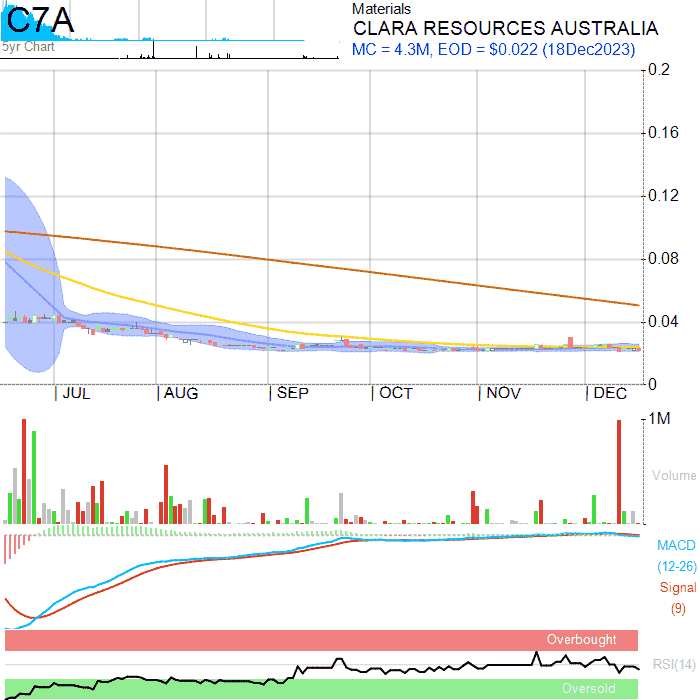 C7A
5yr Chart
Materials
CLARA RESOURCES AUSTRALIA
MC = 4.3M, EOD = $0.022 (18Dec2023)
0.2
0.16
0.12
0.08
0.04
0
JUL AUG SEP OCT NOV DEC
1M
Volume
MACD
(12-26)
Signal
(9)
Overbought
RSI(14)
Oversold